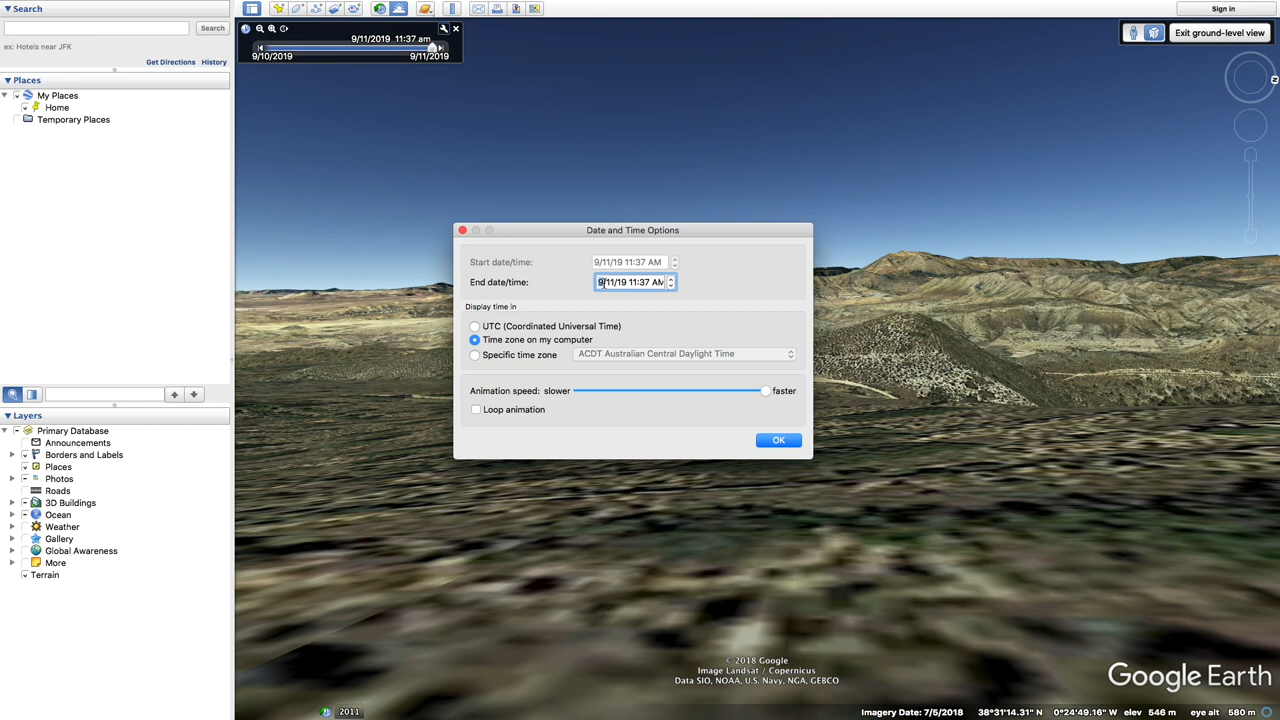 Search
Sign in
Search
ex: Hotels near JFK
Get Directions
History
Places
My Places
Home
Temporary Places
9/11/2019 11:37 am
9/10/2019
9/11/2019
Exit ground-level view
N
Date and Time Options
Start date/time:
9/11/19 11:37 AM
End date/time:
9/11/19 11:37 AM
Display time in
UTC (Coordinated Universal Time)
Time zone on my computer
Specific time zone
ACDT Australian Central Daylight Time
Animation speed: slower
faster
Loop animation
OK
Layers
Primary Database
Announcements
Borders and Labels
Places
Photos
Roads
3D Buildings
Ocean
Weather
Gallery
Global Awareness
More
Terrain
© 2018 Google
Image Landsat / Copernicus
Data SIO, NOAA, U.S. Navy, NGA, GEBCO
Google Earth
2011
Imagery Date: 7/5/2018 38°31'14.31" N 0°24'49.16" W elev 546 m eye alt 580 m